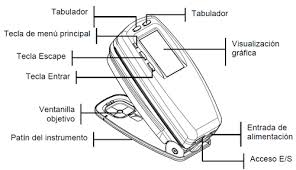 Tabulador
Tabulador
Tecla de menú principal
Tecla Escape
Tecla Entrar
Visualización
gráfica
Ventanilla
objetivo
Patín del instrumento
Entrada de
alimentación
Acceso E/S